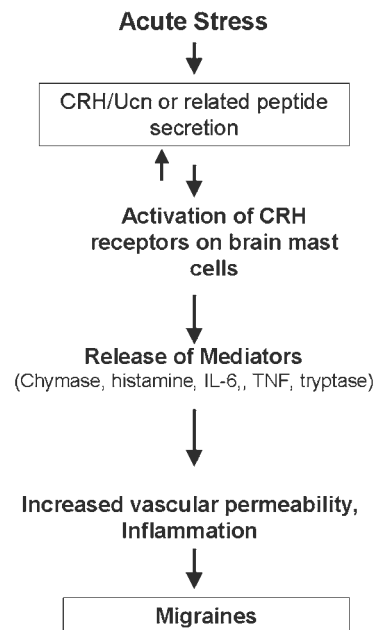 Acute Stress
CRH/Ucn or related peptide
secretion
Activation of CRH
receptors on brain mast
cells
Release of Mediators
(Chymase, histamine, IL-6,, TNF, tryptase)
Increased vascular permeability,
Inflammation
Migraines